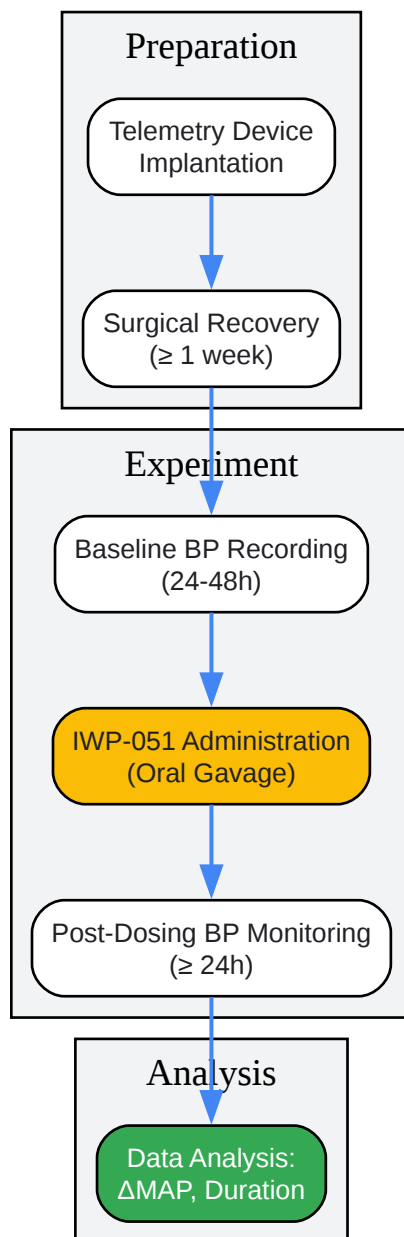 Preparation
Telemetry Device
Implantation
Surgical Recovery
(≥ 1 week)
Experiment
Baseline BP Recording
(24-48h)
IWP-051 Administration
(Oral Gavage)
Post-Dosing BP Monitoring
(≥ 24h)
Analysis
Data Analysis:
ΔMAP, Duration